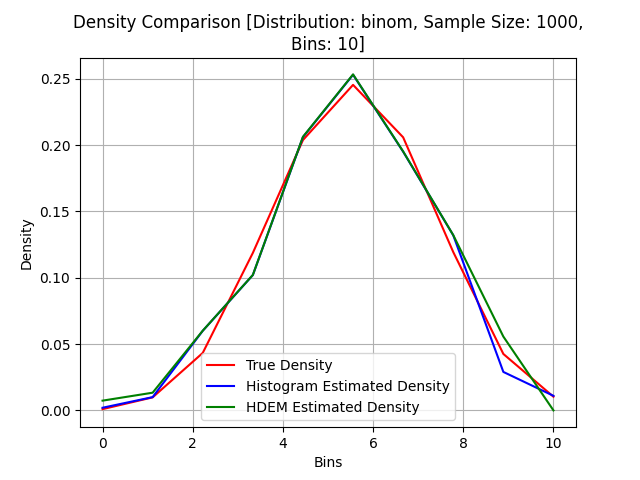 Density Comparison [Distribution: binom, Sample Size: 1000,
Bins: 10]
0.25
0.20
0.15
0.10
0.05
0.00
Density
True Density
Histogram Estimated Density
HDEM Estimated Density
0 2 4 6 8 10
Bins